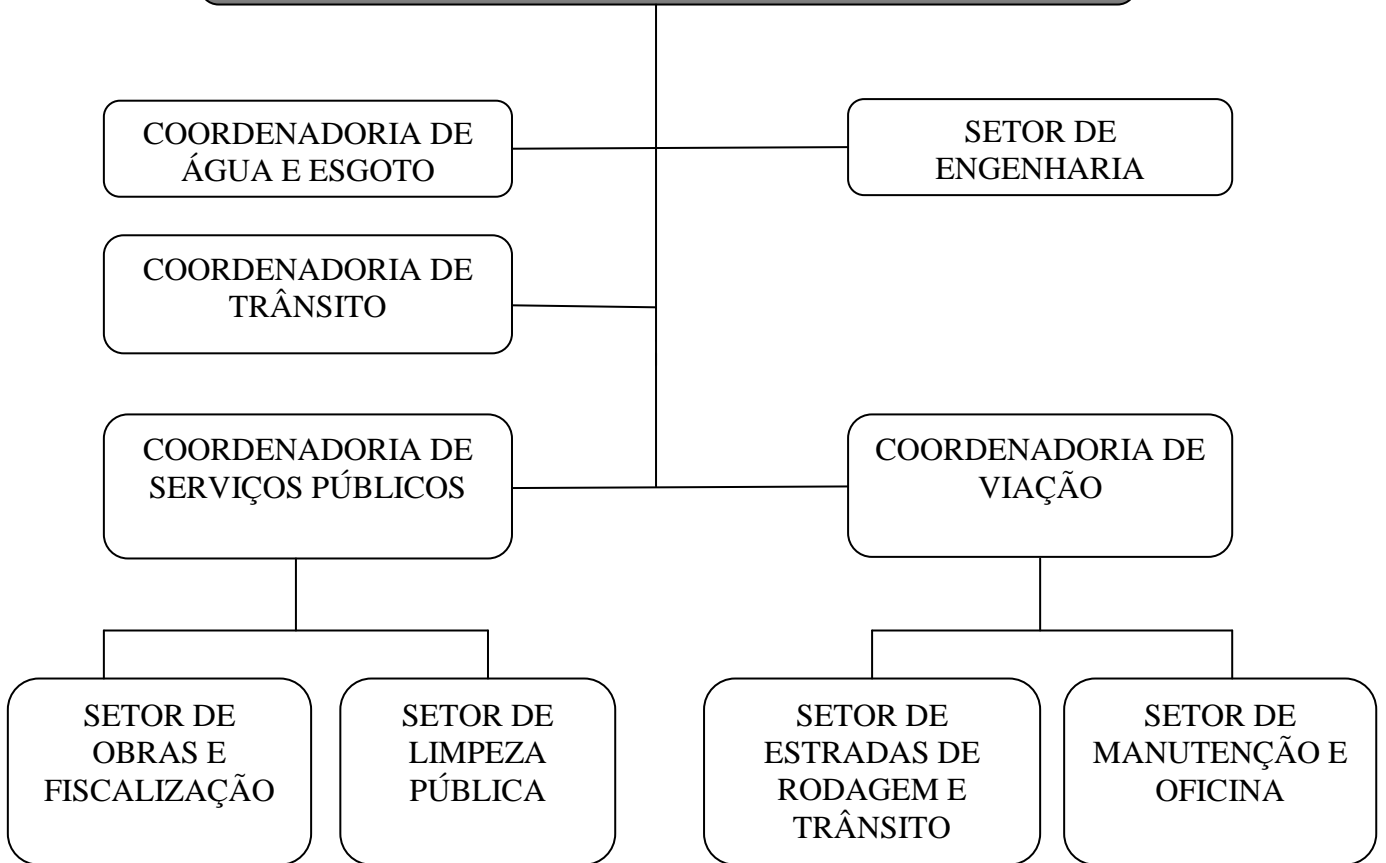 COORDENADORIA DE
ÁGUA E ESGOTO
SETOR DE
ENGENHARIA
COORDENADORIA DE
TRÂNSITO
COORDENADORIA DE
SERVIÇOS PÚBLICOS
COORDENADORIA DE
VIAÇÃO
SETOR DE
OBRAS E
FISCALIZAÇÃO
SETOR DE
LIMPEZA
PÚBLICA
SETOR DE
ESTRADAS DE
RODAGEM E
TRÂNSITO
SETOR DE
MANUTENÇÃO E
OFICINA